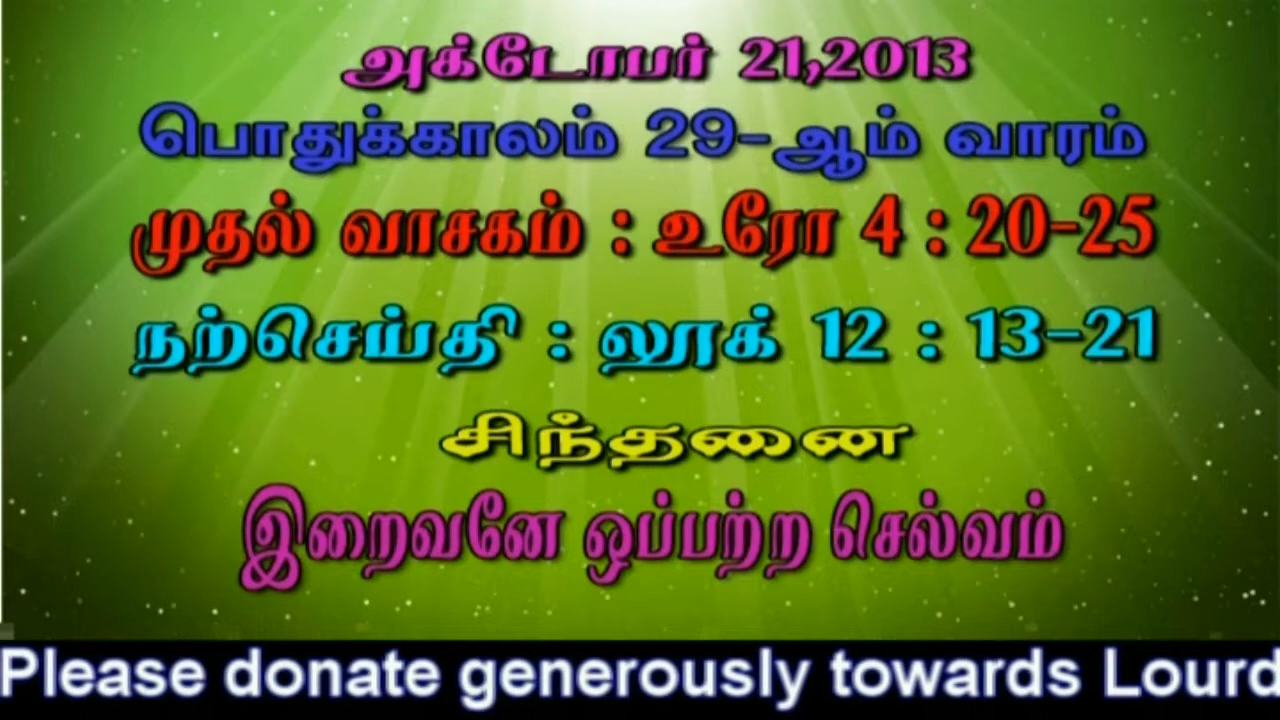 அக்டோபர் 21,2013
பொதுக்காலம் 29-ஆம் வாரம்
முதல் வாசகம் : உரோ 4 : 20-25
நற்செய்தி : லூக் 12 : 13-21
சிந்தனை
இறைவனே ஒப்பற்ற செல்வம்
Please donate generously towards Lourd